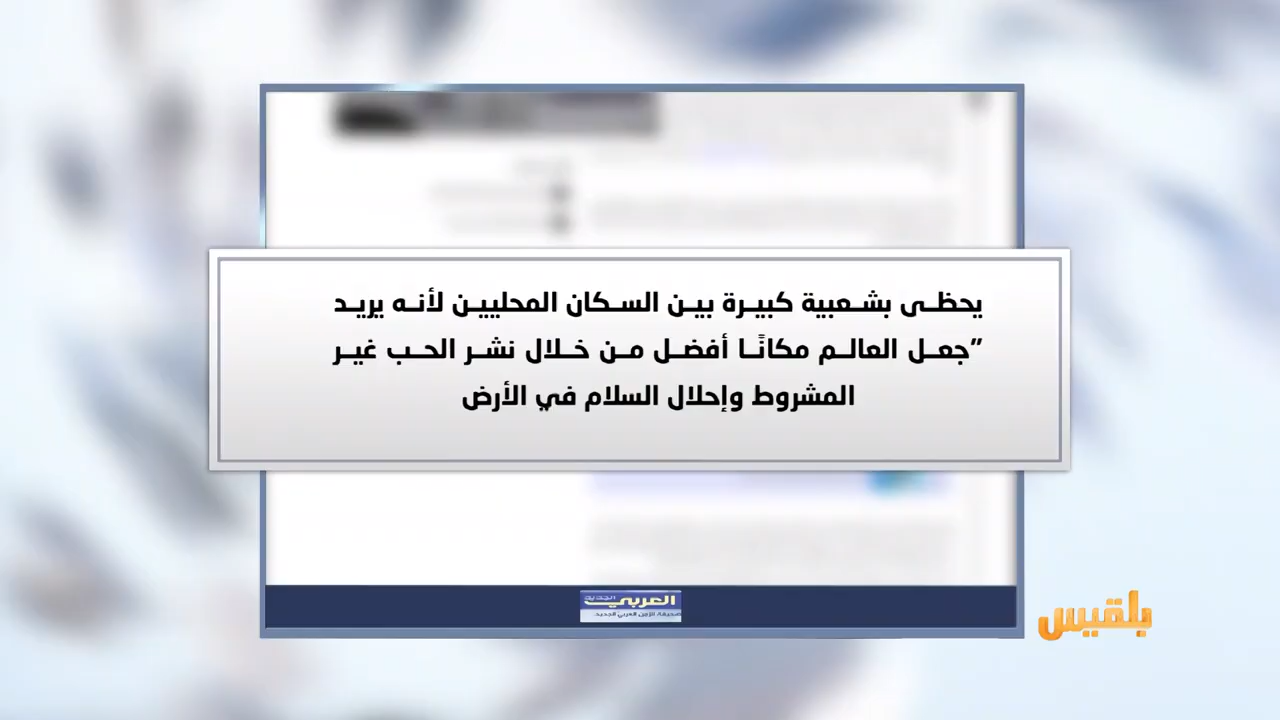 يحظى بشعبية كبيرة بين السكان المحليين لأنه يريد
"جعل العالم مكانًا أفضل من خلال نشر الحب غير
المشروط وإحلال السلام في الأرض
العربي الجديد
بلقيس